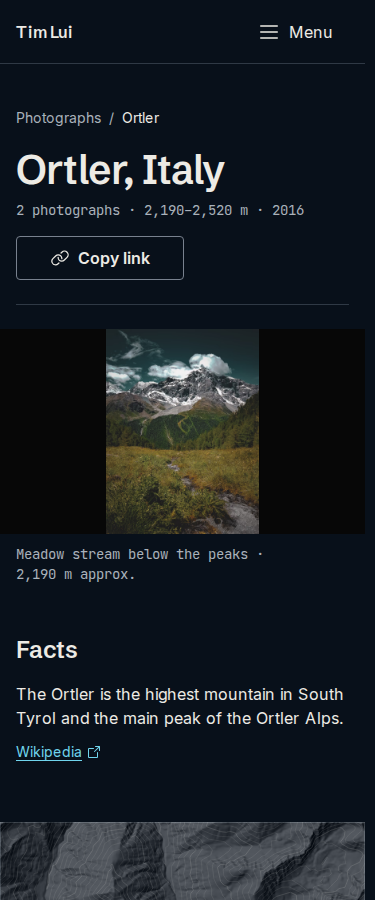 Tim Lui
Menu
Photographs / Ortler
Ortler, Italy
2 photographs · 2,190–2,520 m · 2016
Copy link
Meadow stream below the peaks ·
2,190 m approx.
Facts
The Ortler is the highest mountain in South
Tyrol and the main peak of the Ortler Alps.
Wikipedia